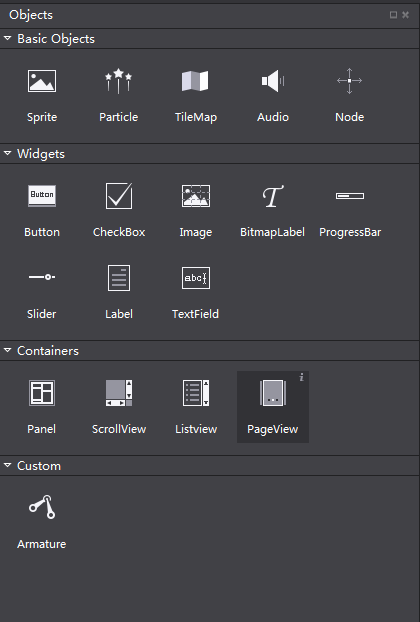 Objects
Basic Objects
Sprite Particle TileMap Audio Node
Widgets
Button
Button CheckBox Image BitmapLabel ProgressBar
abc
Slider Label TextField
Containers
Panel ScrollView Listview PageView
Custom
Armature